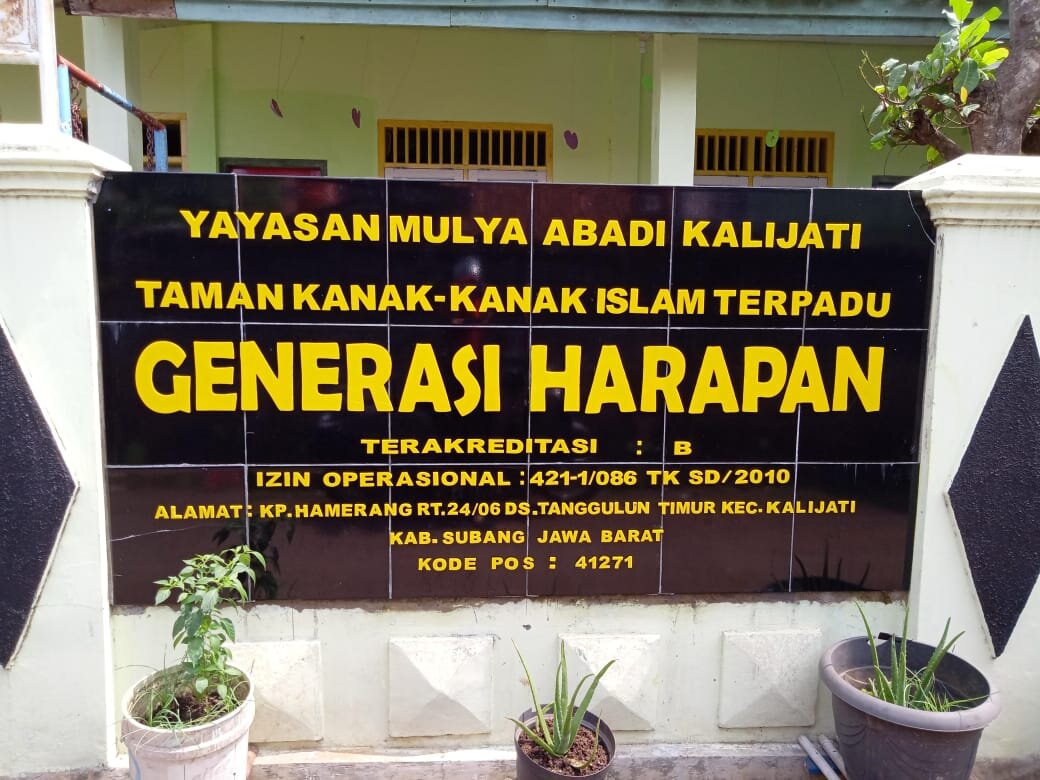 YAYASAN MULYA ABADI KALIJATI
TAMAN KANAK-KANAK ISLAM TERPADU
GENERASI HARAPAN
TERAKREDITASI : B
IZIN OPERASIONAL : 421-1/086 TK SD/2010
ALAMAT : KP. HAMERANG RT. 24/06 DS. TANGGULUN TIMUR KEC. KALIJATI
KAB. SUBANG JAWA BARAT
KODE POS : 41271